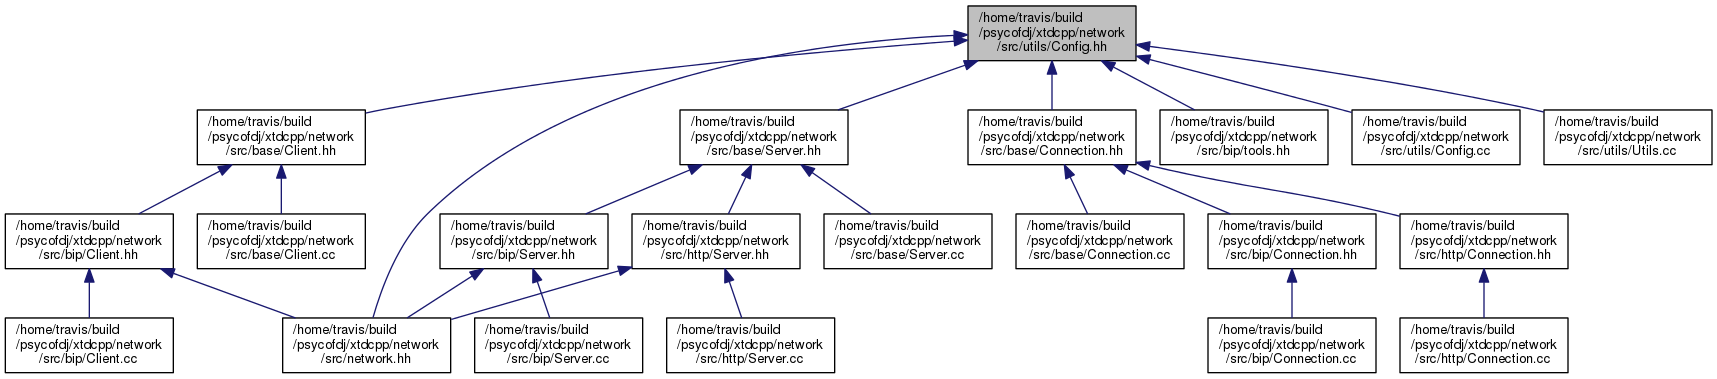 /home/travis/build
/psycofdj/xtdcpp/network
/src/utils/Config.hh
/home/travis/build
/psycofdj/xtdcpp/network
/src/base/Client.hh
/home/travis/build
/psycofdj/xtdcpp/network
/src/base/Server.hh
/home/travis/build
/psycofdj/xtdcpp/network
/src/base/Connection.hh
/home/travis/build
/psycofdj/xtdcpp/network
/src/bip/tools.hh
/home/travis/build
/psycofdj/xtdcpp/network
/src/utils/Config.cc
/home/travis/build
/psycofdj/xtdcpp/network
/src/utils/Utils.cc
/home/travis/build
/psycofdj/xtdcpp/network
/src/bip/Client.hh
/home/travis/build
/psycofdj/xtdcpp/network
/src/base/Client.cc
/home/travis/build
/psycofdj/xtdcpp/network
/src/bip/Server.hh
/home/travis/build
/psycofdj/xtdcpp/network
/src/http/Server.hh
/home/travis/build
/psycofdj/xtdcpp/network
/src/base/Server.cc
/home/travis/build
/psycofdj/xtdcpp/network
/src/base/Connection.cc
/home/travis/build
/psycofdj/xtdcpp/network
/src/bip/Connection.hh
/home/travis/build
/psycofdj/xtdcpp/network
/src/http/Connection.hh
/home/travis/build
/psycofdj/xtdcpp/network
/src/bip/Client.cc
/home/travis/build
/psycofdj/xtdcpp/network
/src/network.hh
/home/travis/build
/psycofdj/xtdcpp/network
/src/bip/Server.cc
/home/travis/build
/psycofdj/xtdcpp/network
/src/http/Server.cc
/home/travis/build
/psycofdj/xtdcpp/network
/src/bip/Connection.cc
/home/travis/build
/psycofdj/xtdcpp/network
/src/http/Connection.cc